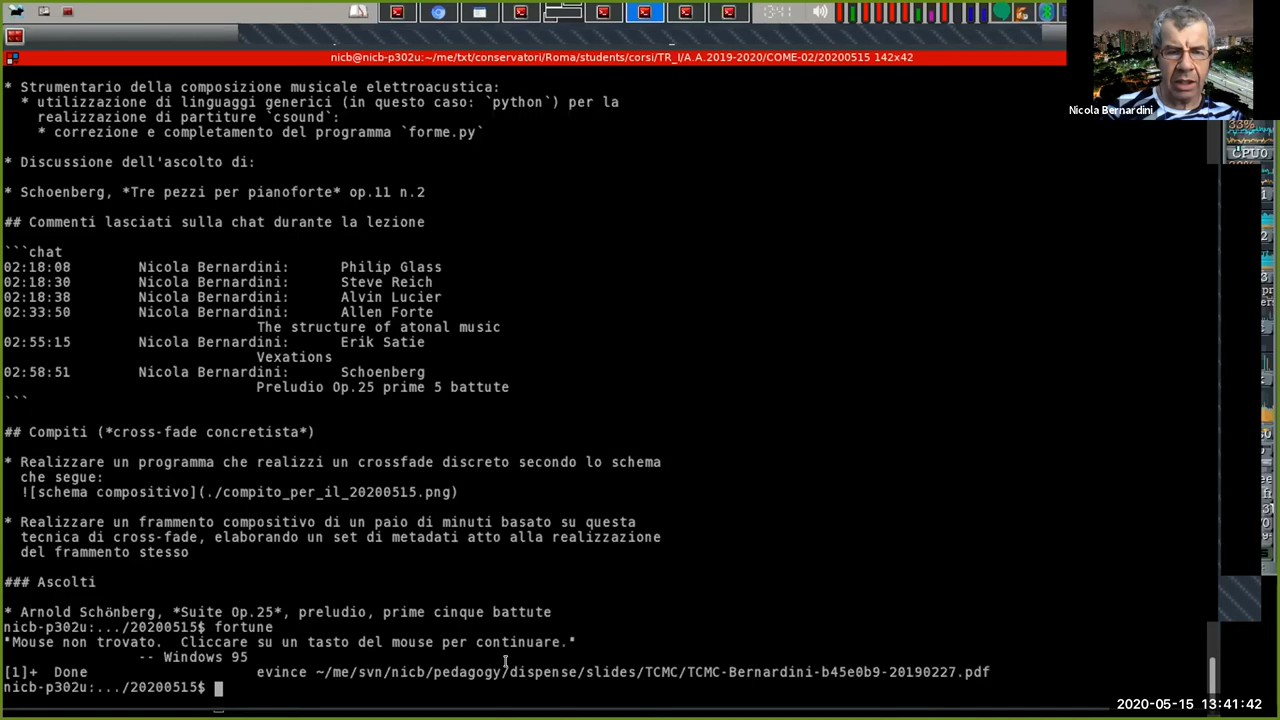 13:41
nicb@nicb-p302u:~/me/txt/conservatori/Roma/students/corsi/TR_I/A.A.2019-2020/COME-02/20200515 142x42
Nicola Bernardini
33%
CPU0
* Strumentario della composizione musicale elettroacustica:
* utilizzazione di linguaggi generici (in questo caso: `python`) per la
realizzazione di partiture `csound`:
* correzione e completamento del programma `forme.py`
* Discussione dell'ascolto di:
* Schoenberg, *Tre pezzi per pianoforte* op.11 n.2
## Commenti lasciati sulla chat durante la lezione
```chat
02:18:08 Nicola Bernardini: Philip Glass
02:18:30 Nicola Bernardini: Steve Reich
02:18:38 Nicola Bernardini: Alvin Lucier
02:33:50 Nicola Bernardini: Allen Forte
The structure of atonal music
02:55:15 Nicola Bernardini: Erik Satie
Vexations
02:58:51 Nicola Bernardini: Schoenberg
Preludio Op.25 prime 5 battute
```
## Compiti (*cross-fade concretista*)
* Realizzare un programma che realizzi un crossfade discreto secondo lo schema
che segue:
![schema compositivo](./compito_per_il_20200515.png)
* Realizzare un frammento compositivo di un paio di minuti basato su questa
tecnica di cross-fade, elaborando un set di metadati atto alla realizzazione
del frammento stesso
### Ascolti
* Arnold Schönberg, *Suite Op.25*, preludio, prime cinque battute
nicb-p302u:.../20200515$ fortune
"Mouse non trovato.  Cliccare su un tasto del mouse per continuare."
-- Windows 95
[1]+  Done                    evince ~/me/svn/nicb/pedagogy/dispense/slides/TCMC/TCMC-Bernardini-b45e0b9-20190227.pdf
nicb-p302u:.../20200515$
2020-05-15 13:41:42